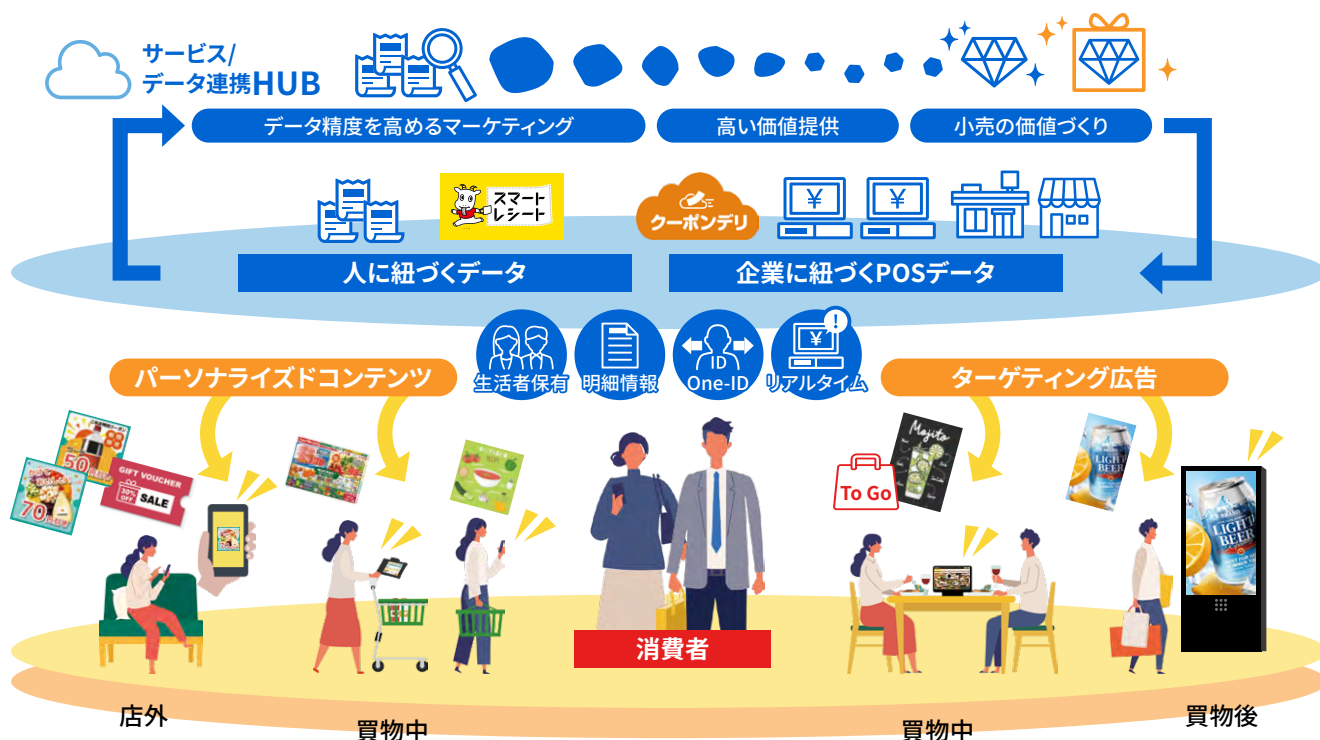 サービス/
データ連携HUB
データ精度を高めるマーケティング
高い価値提供
小売の価値づくり
スマート
レシート
クーポンデリ
¥
¥
人に紐づくデータ
企業に紐づくPOSデータ
生活者保有
明細情報
ID
One-ID
¥
!
リアルタイム
パーソナライズドコンテンツ
ターゲティング広告
88
50
70
GIFT VOUCHER
30%
OFF
SALE
Mojito
To Go
LIGHT
BEER
LIGHT
BEER
消費者
店外
買物中
買物中
買物後